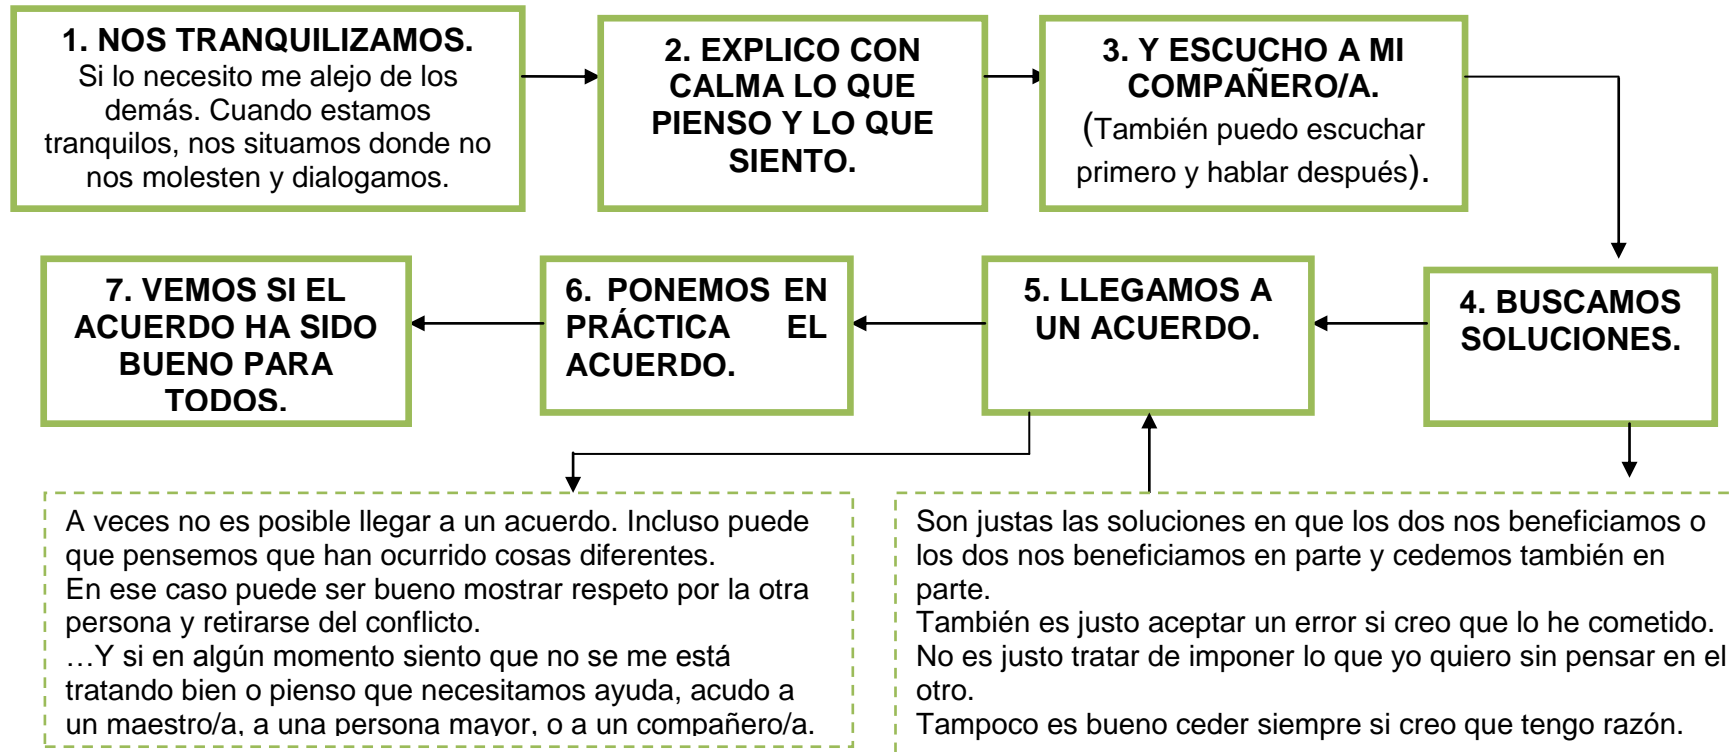 1. NOS TRANQUILIZAMOS.
Si lo necesito me alejo de los
demás. Cuando estamos
tranquilos, nos situamos donde no
nos molesten y dialogamos.
2. EXPLICO CON
CALMA LO QUE
PIENSO Y LO QUE
SIENTO.
3. Y ESCUCHO A MI
COMPAÑERO/A.
(También puedo escuchar
primero y hablar después).
4. BUSCAMOS
SOLUCIONES.
5. LLEGAMOS A
UN ACUERDO.
6. PONEMOS EN
PRÁCTICA EL
ACUERDO.
7. VEMOS SI EL
ACUERDO HA SIDO
BUENO PARA
TODOS.
A veces no es posible llegar a un acuerdo. Incluso puede
que pensemos que han ocurrido cosas diferentes.
En ese caso puede ser bueno mostrar respeto por la otra
persona y retirarse del conflicto.
…Y si en algún momento siento que no se me está
tratando bien o pienso que necesitamos ayuda, acudo a
un maestro/a, a una persona mayor, o a un compañero/a.
Son justas las soluciones en que los dos nos beneficiamos o
los dos nos beneficiamos en parte y cedemos también en
parte.
También es justo aceptar un error si creo que lo he cometido.
No es justo tratar de imponer lo que yo quiero sin pensar en el
otro.
Tampoco es bueno ceder siempre si creo que tengo razón.